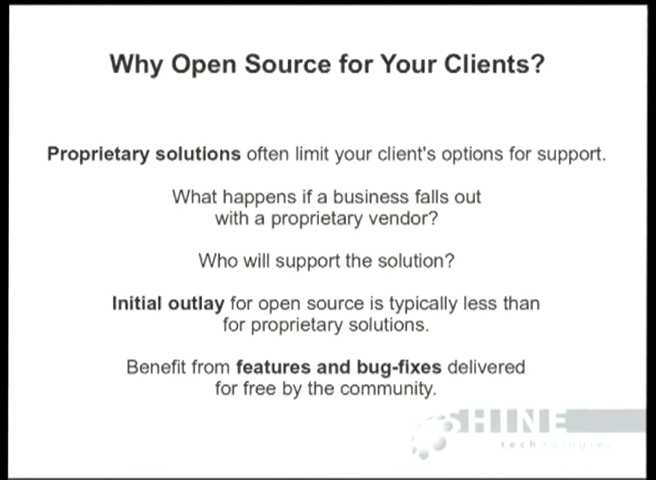 Why Open Source for Your Clients?
Proprietary solutions often limit your client's options for support.
What happens if a business falls out
with a proprietary vendor?
Who will support the solution?
Initial outlay for open source is typically less than
for proprietary solutions.
Benefit from features and bug-fixes delivered
for free by the community.
SHINE
technologies